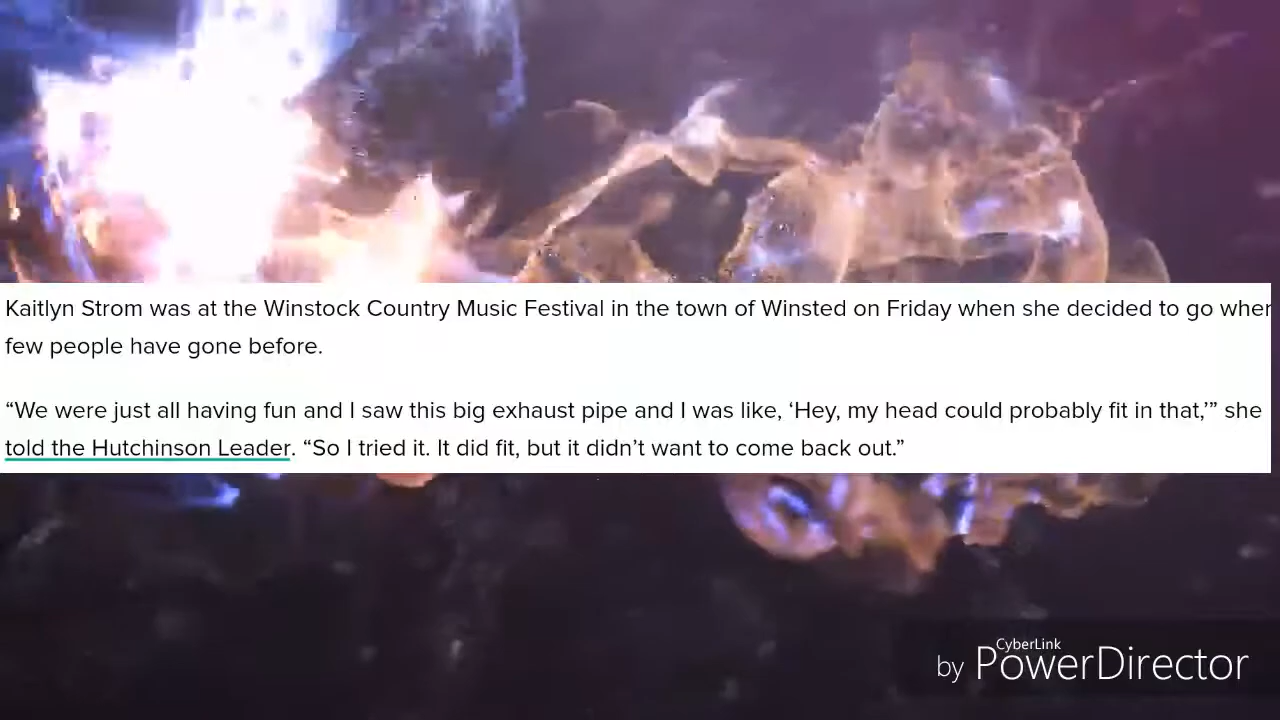 Kaitlyn Strom was at the Winstock Country Music Festival in the town of Winsted on Friday when she decided to go wher
few people have gone before.
“We were just all having fun and I saw this big exhaust pipe and I was like, ‘Hey, my head could probably fit in that,’” she
told the Hutchinson Leader. “So I tried it. It did fit, but it didn’t want to come back out.”
CyberLink
by PowerDirector